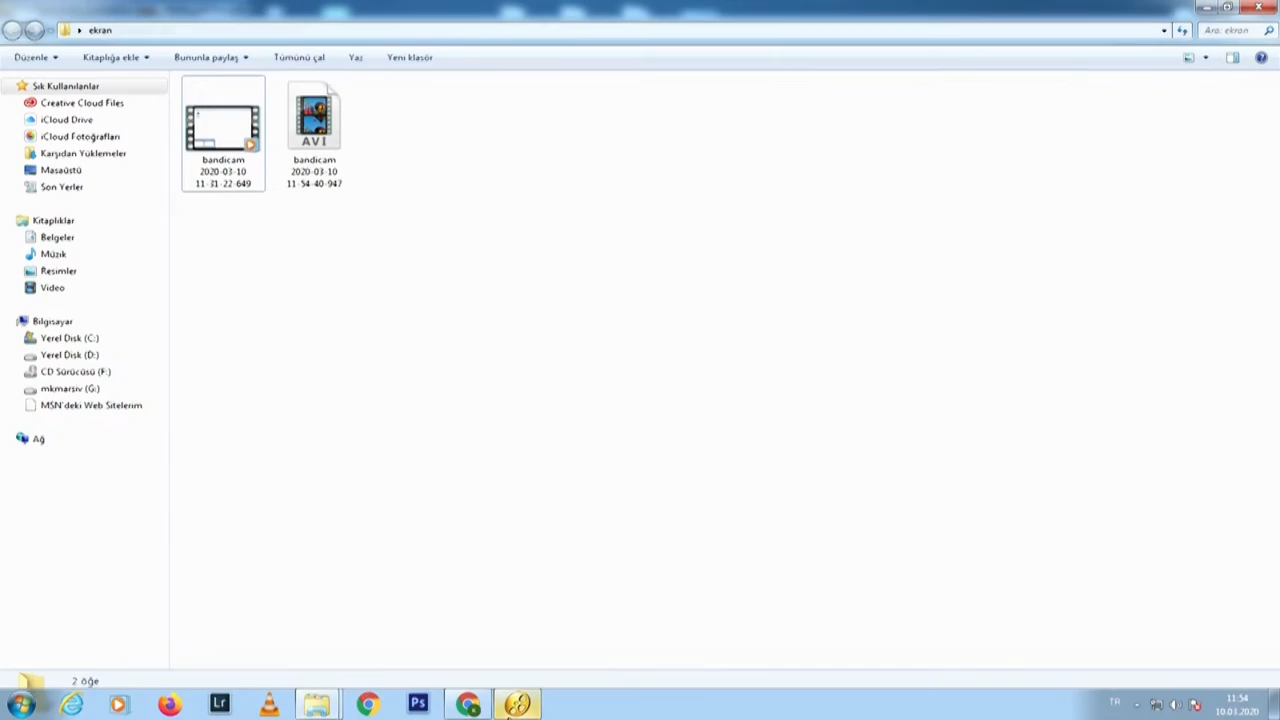 ekran
Ara: ekran
Düzenle
Kitaplığa ekle
Bununla paylaş
Tümünü çal
Yaz
Yeni klasör
Sık Kullanılanlar
Creative Cloud Files
iCloud Drive
iCloud Fotoğrafları
Karşıdan Yüklemeler
Masaüstü
Son Yerler
Kitaplıklar
Belgeler
Müzik
Resimler
Video
Bilgisayar
Yerel Disk (C:)
Yerel Disk (D:)
CD Sürücüsü (F:)
mkmarsiv (G:)
MSN'deki Web Sitelerim
Ağ
bandicam
2020-03-10
11-31-22-649
AVI
bandicam
2020-03-10
11-54-40-947
2 öğe
Lr
Ps
TR
11:54
10.03.2020